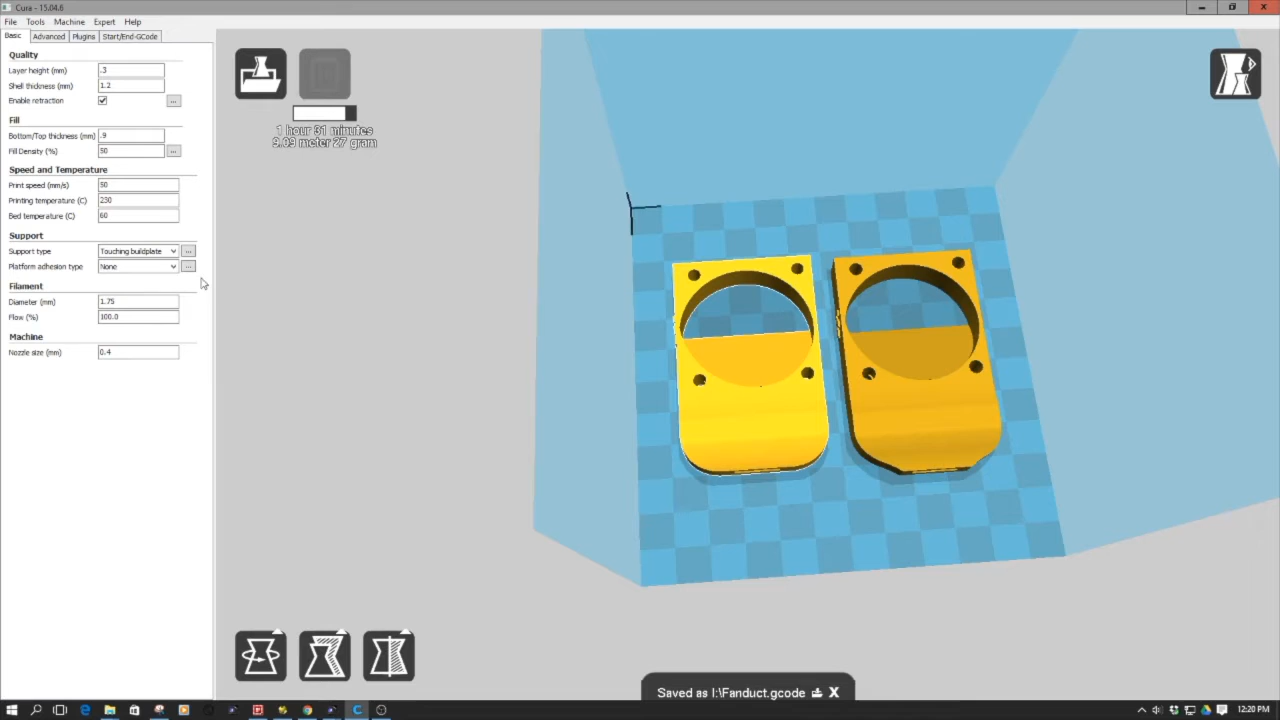 Cura - 15.04.6
File Tools Machine Expert Help
Basic Advanced Plugins Start/End-GCode
Quality
Layer height (mm) .3
Shell thickness (mm) 1.2
Enable retraction ...
Fill
Bottom/Top thickness (mm) .9
Fill Density (%) 50 ...
Speed and Temperature
Print speed (mm/s) 50
Printing temperature (C) 230
Bed temperature (C) 60
Support
Support type Touching buildplate ...
Platform adhesion type None ...
Filament
Diameter (mm) 1.75
Flow (%) 100.0
Machine
Nozzle size (mm) 0.4
1 hour 31 minutes
9.09 meter 27 gram
Saved as I:\Fanduct.gcode X
12:20 PM